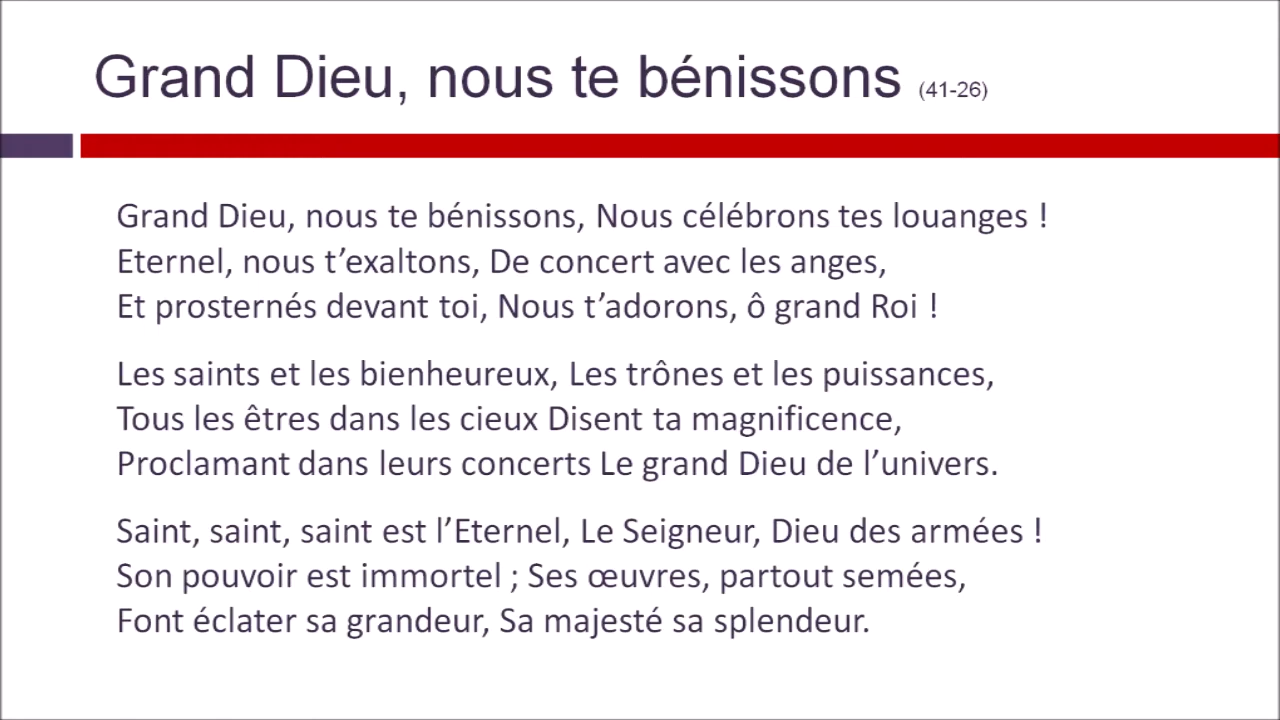 Grand Dieu, nous te bénissons (41-26)
Grand Dieu, nous te bénissons, Nous célébrons tes louanges !
Eternel, nous t’exaltons, De concert avec les anges,
Et prosternés devant toi, Nous t’adorons, ô grand Roi !
Les saints et les bienheureux, Les trônes et les puissances,
Tous les êtres dans les cieux Disent ta magnificence,
Proclamant dans leurs concerts Le grand Dieu de l’univers.
Saint, saint, saint est l’Eternel, Le Seigneur, Dieu des armées !
Son pouvoir est immortel ; Ses œuvres, partout semées,
Font éclater sa grandeur, Sa majesté sa splendeur.